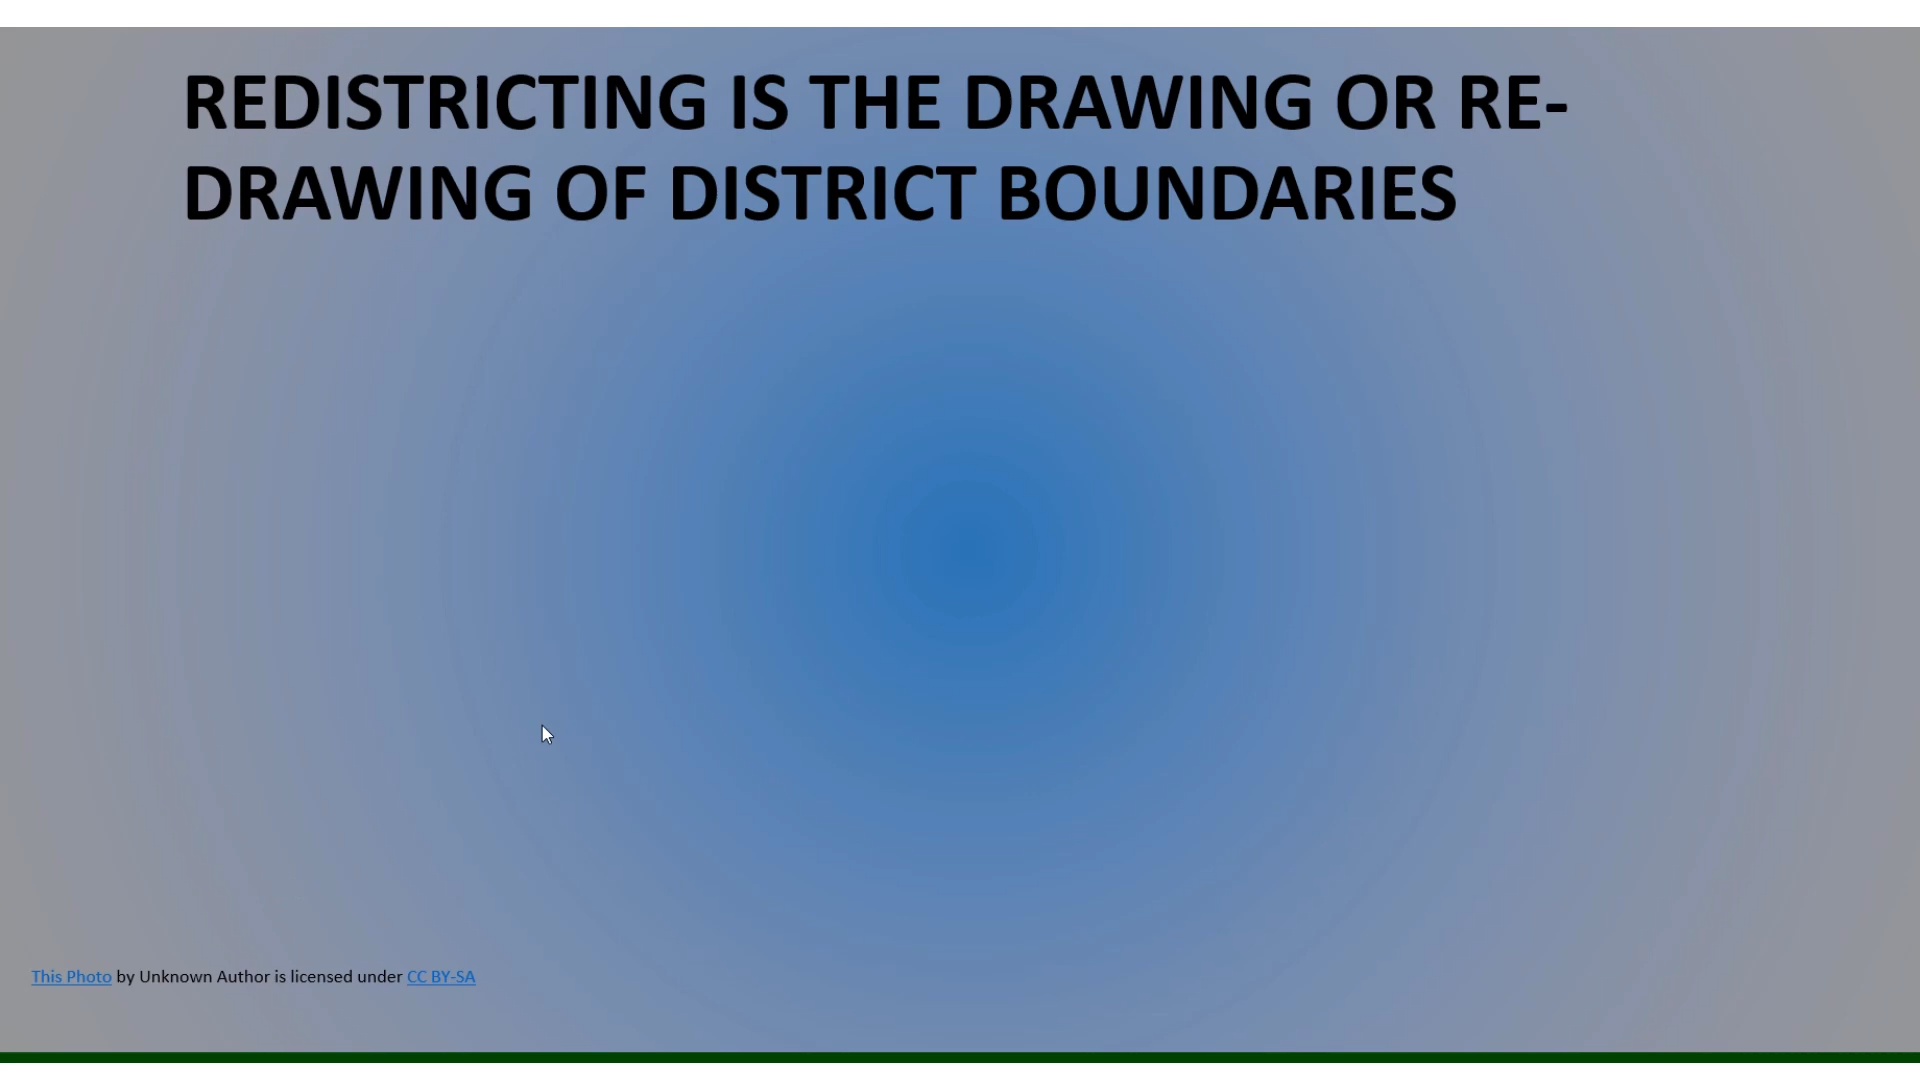 REDISTRICTING IS THE DRAWING OR RE-
DRAWING OF DISTRICT BOUNDARIES
This Photo by Unknown Author is licensed under CC BY-SA